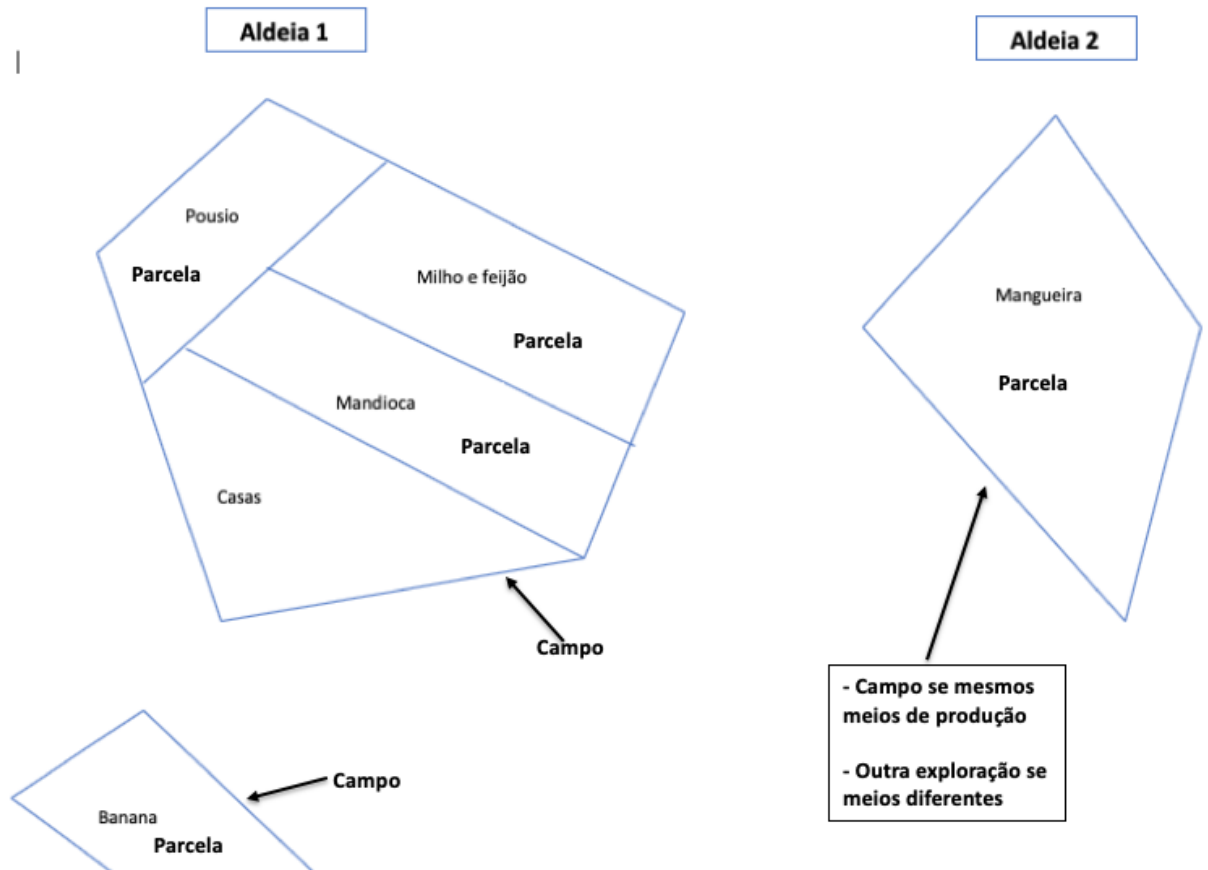 Aldeia 1
Aldeia 2
Pousio
Parcela
Milho e feijão
Parcela
Mandioca
Parcela
Casas
Campo
Mangueira
Parcela
- Campo se mesmos
meios de produção
- Outra exploração se
meios diferentes
Campo
Banana
Parcela